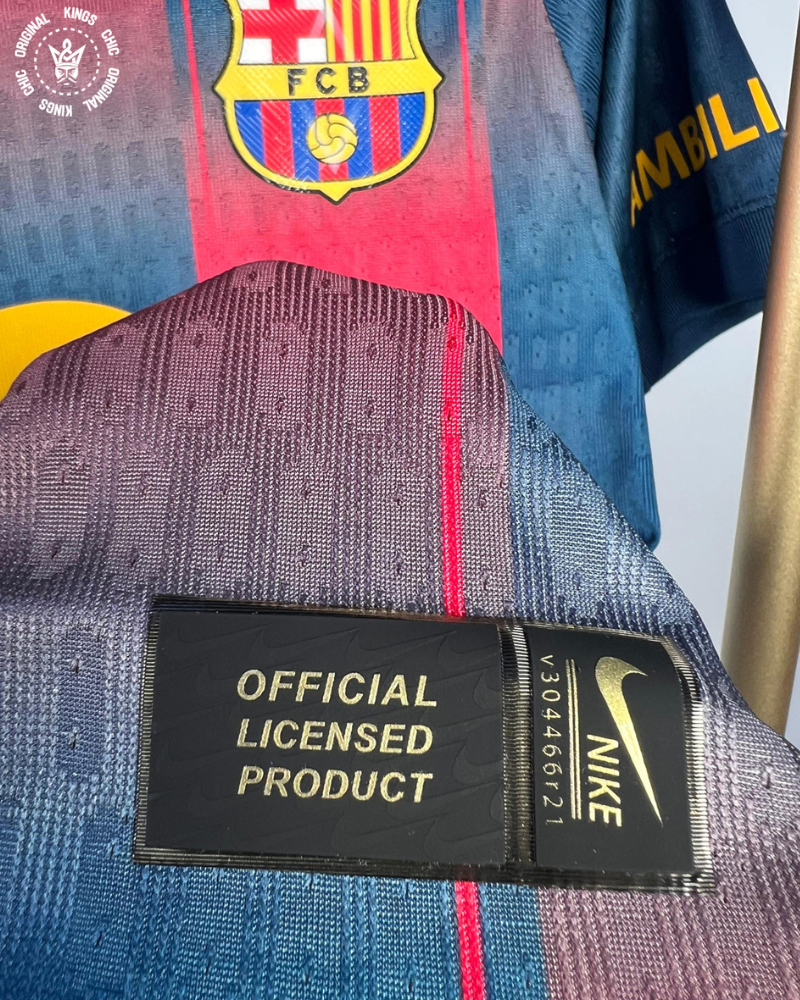 ORIGINAL KINGS CHIC ORIGINAL KINGS CHIC
FCB
AMBILI
OFFICIAL
LICENSED
PRODUCT
NIKE
v304466r21